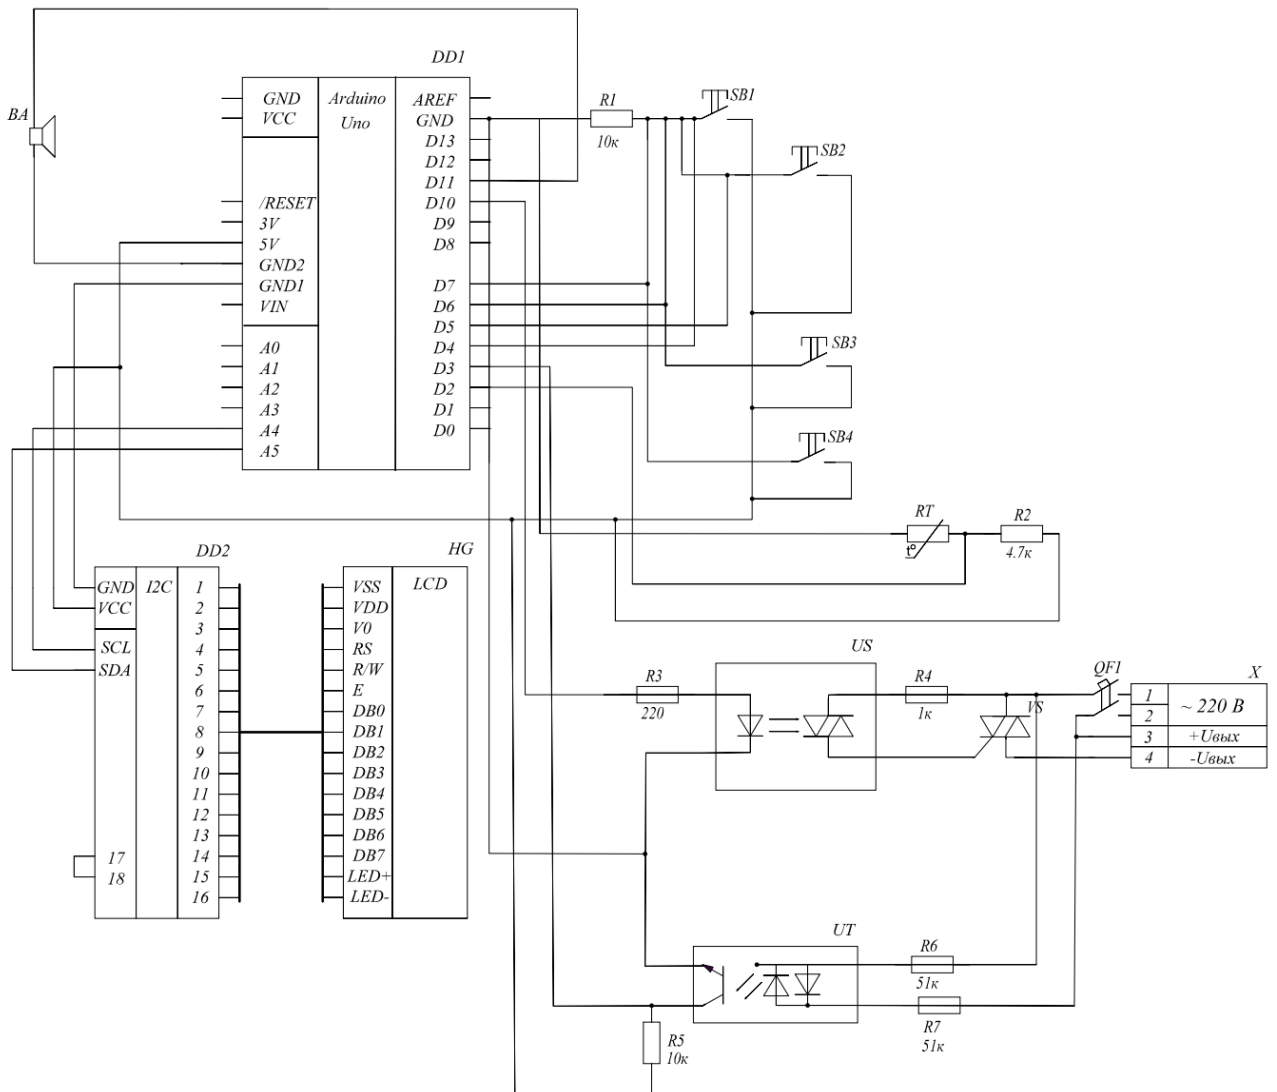 DD1
BA
GND
VCC
/RESET
3V
5V
GND2
GND1
VIN
A0
A1
A2
A3
A4
A5
Arduino
Uno
AREF
GND
D13
D12
D11
D10
D9
D8
D7
D6
D5
D4
D3
D2
D1
D0
R1
10к
SB1
SB2
SB3
SB4
RT
t°
R2
4.7к
DD2
GND
VCC
SCL
SDA
17
18
I2C
1
2
3
4
5
6
7
8
9
10
11
12
13
14
15
16
HG
VSS
VDD
V0
RS
R/W
E
DB0
DB1
DB2
DB3
DB4
DB5
DB6
DB7
LED+
LED-
LCD
US
R3
220
R4
1к
VS
QF1
X
1
2
~ 220 В
3 +Uвых
4 -Uвых
UT
R6
51к
R7
51к
R5
10к